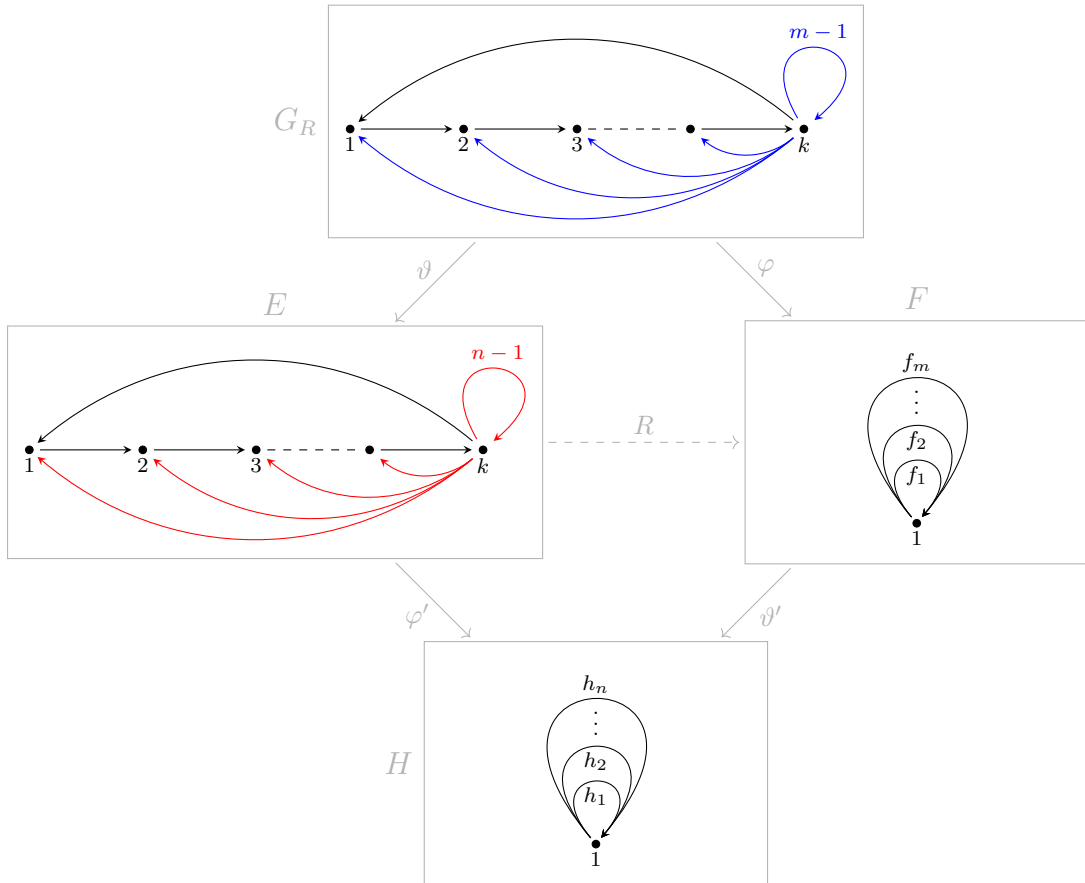 m − 1
G_R
1 2 3 k
ϑ φ
E F
n − 1
f_m
f_2
f_1
R
1 2 3 k
1
φ′ ϑ′
h_n
h_2
h_1
H
1